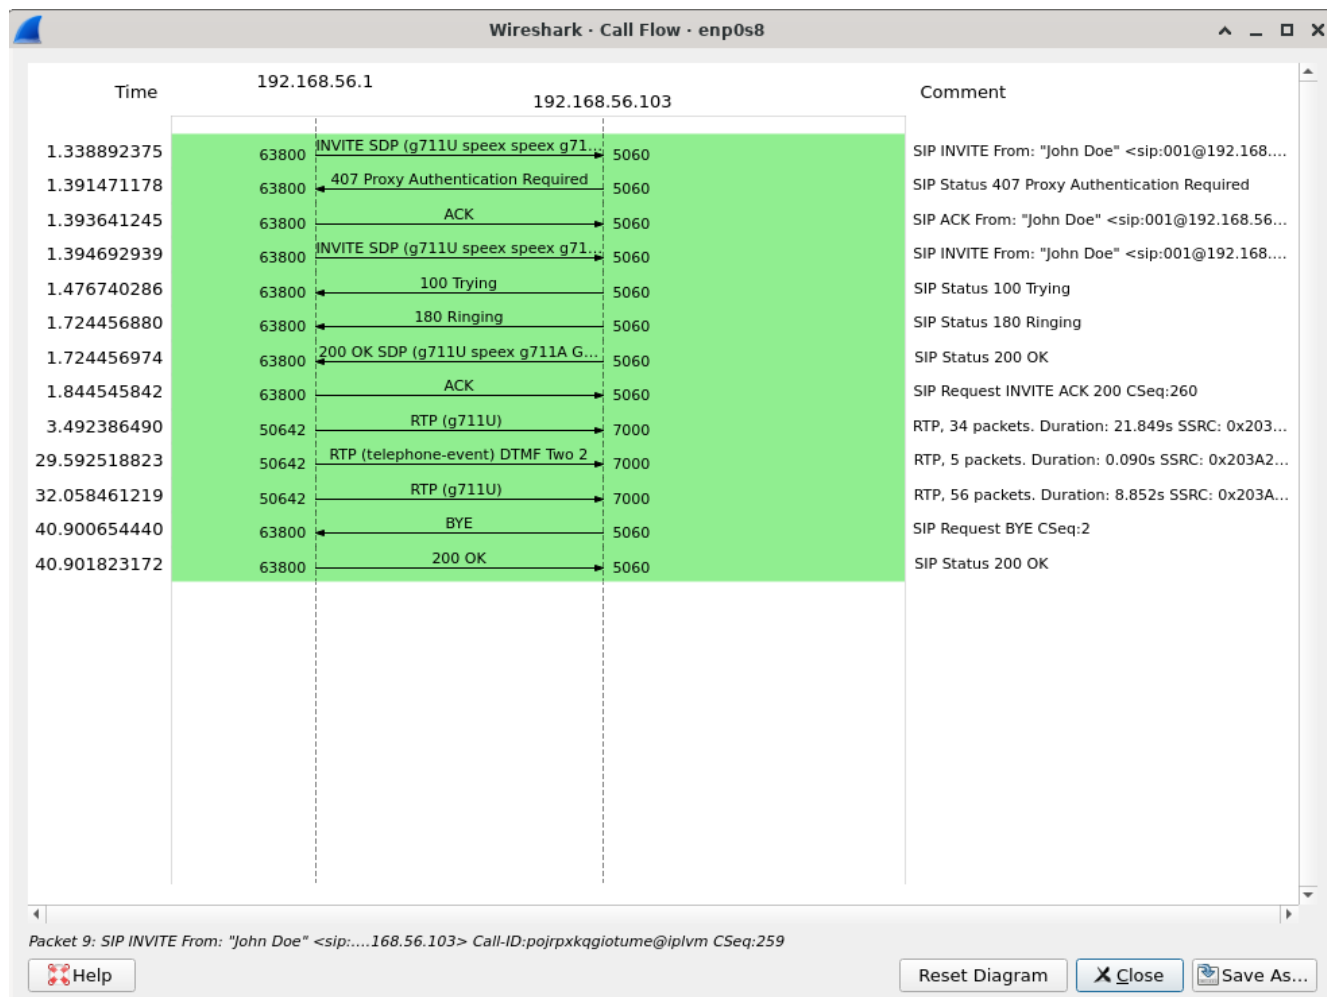 Wireshark · Call Flow · enp0s8
Time 192.168.56.1 192.168.56.103 Comment
1.338892375 63800 INVITE SDP (g711U speex speex g71... 5060 SIP INVITE From: "John Doe" <sip:001@192.168....
1.391471178 63800 407 Proxy Authentication Required 5060 SIP Status 407 Proxy Authentication Required
1.393641245 63800 ACK 5060 SIP ACK From: "John Doe" <sip:001@192.168.56...
1.394692939 63800 INVITE SDP (g711U speex speex g71... 5060 SIP INVITE From: "John Doe" <sip:001@192.168....
1.476740286 63800 100 Trying 5060 SIP Status 100 Trying
1.724456880 63800 180 Ringing 5060 SIP Status 180 Ringing
1.724456974 63800 200 OK SDP (g711U speex g711A G... 5060 SIP Status 200 OK
1.844545842 63800 ACK 5060 SIP Request INVITE ACK 200 CSeq:260
3.492386490 50642 RTP (g711U) 7000 RTP, 34 packets. Duration: 21.849s SSRC: 0x203...
29.592518823 50642 RTP (telephone-event) DTMF Two 2 7000 RTP, 5 packets. Duration: 0.090s SSRC: 0x203A2...
32.058461219 50642 RTP (g711U) 7000 RTP, 56 packets. Duration: 8.852s SSRC: 0x203A...
40.900654440 63800 BYE 5060 SIP Request BYE CSeq:2
40.901823172 63800 200 OK 5060 SIP Status 200 OK
Packet 9: SIP INVITE From: "John Doe" <sip:....168.56.103> Call-ID:pojrpxkqgiotume@iplvm CSeq:259
Help Reset Diagram Close Save As...